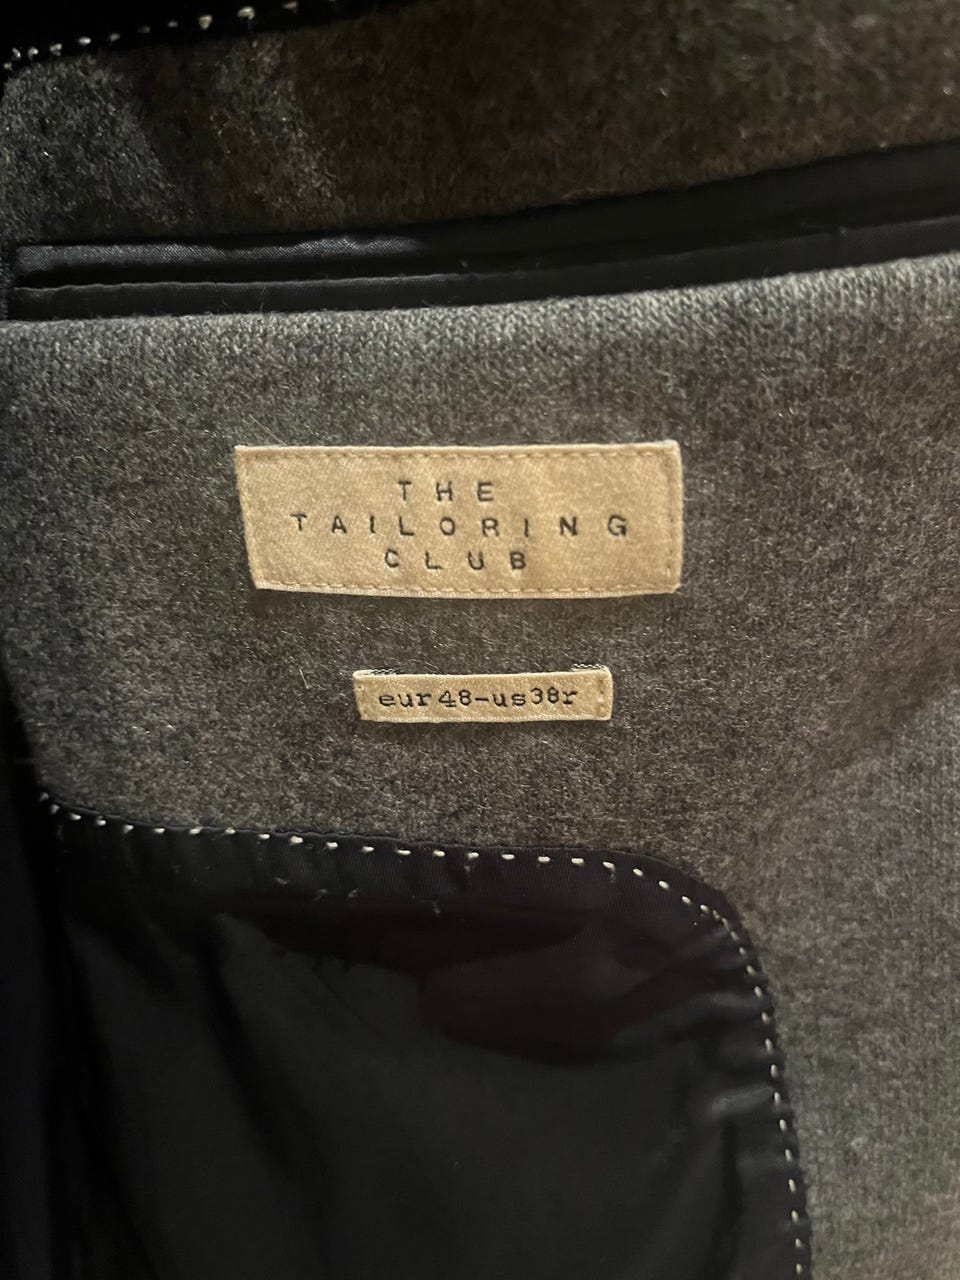 THE
TAILORING
CLUB
eur48-us38r